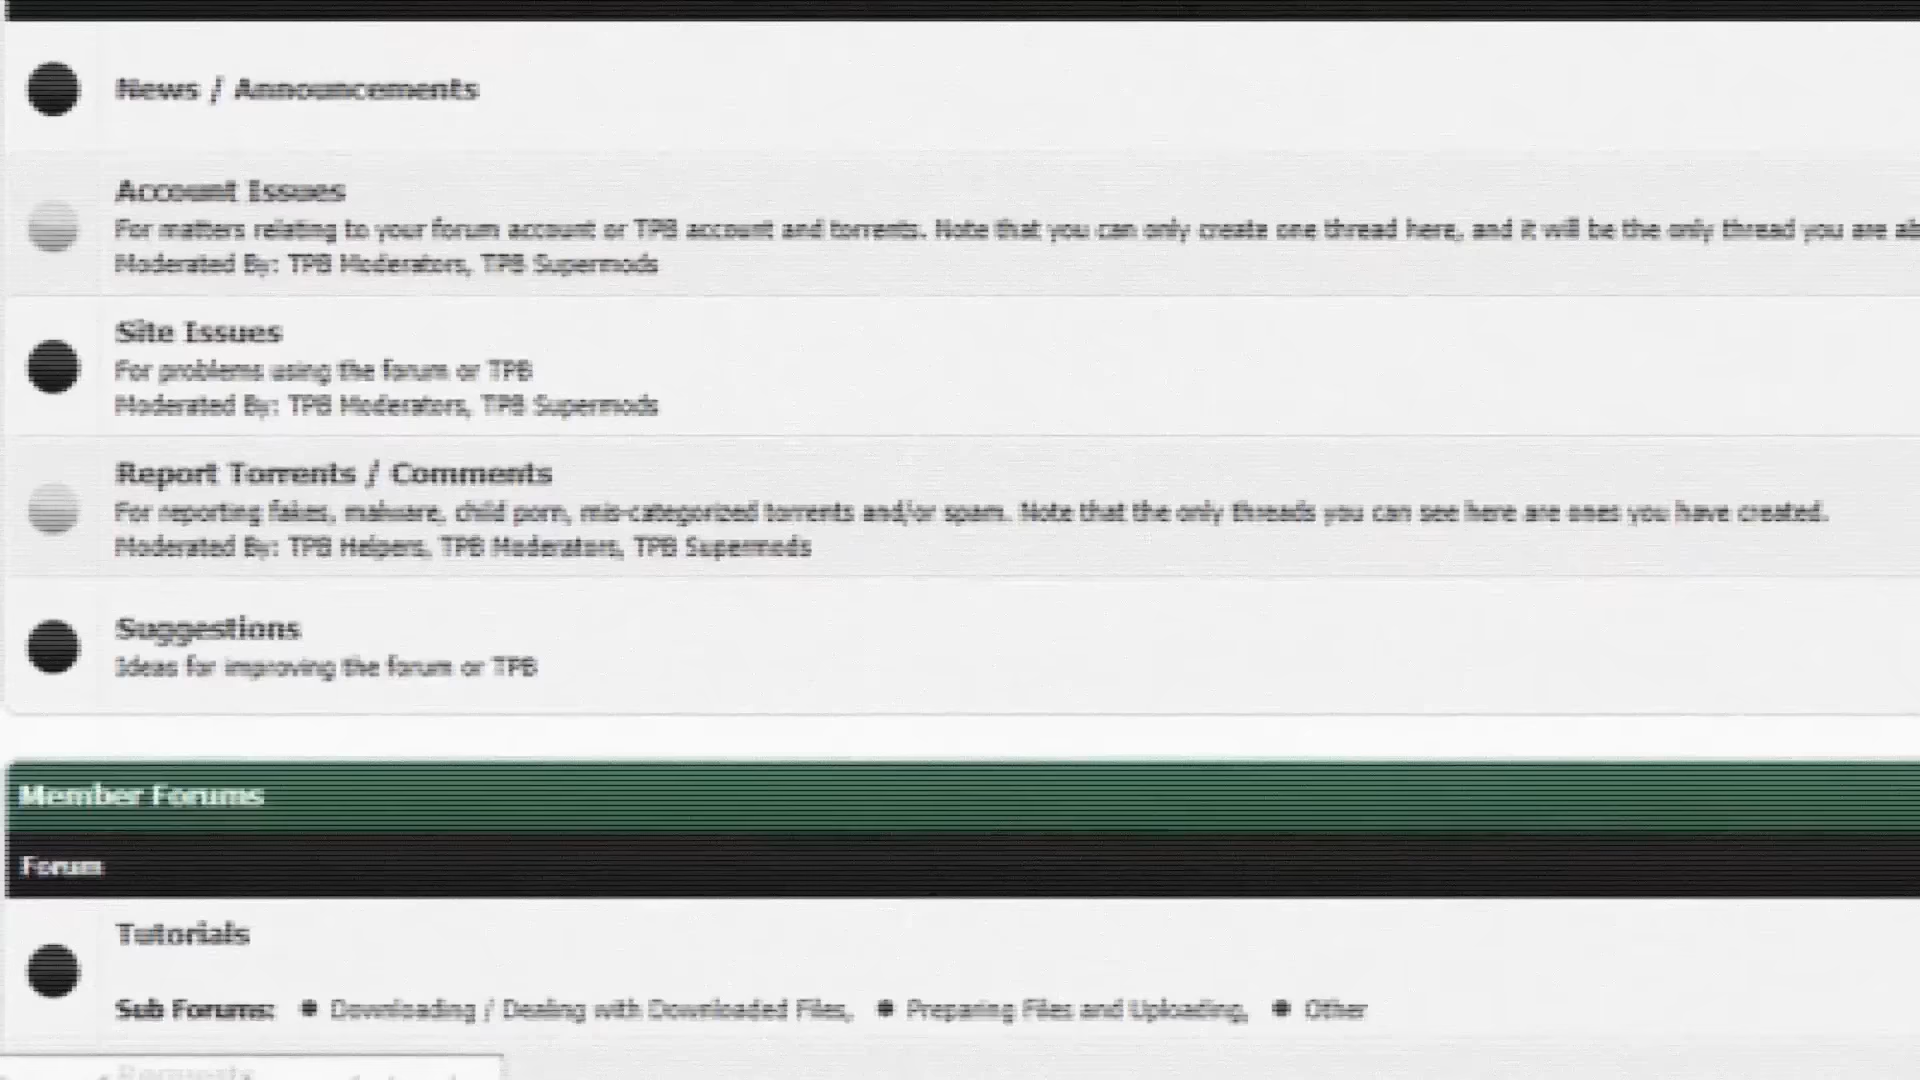 News / Announcements
Account Issues
For matters relating to your forum account or TPB account and torrents. Note that you can only create one thread here, and it will be the only thread you are
Moderated By: TPB Moderators, TPB Supermods
Site Issues
For problems using the forum or TPB
Moderated By: TPB Moderators, TPB Supermods
Report Torrents / Comments
For reporting fakes, malware, child porn, mis-categorized torrents and/or spam. Note that the only threads you can see here are ones you have created.
Moderated By: TPB Helpers, TPB Moderators, TPB Supermods
Suggestions
Ideas for improving the forum or TPB
Member Forums
Forum
Tutorials
Sub Forums: Downloading / Dealing with Downloaded Files, Preparing Files and Uploading, Other
Requests